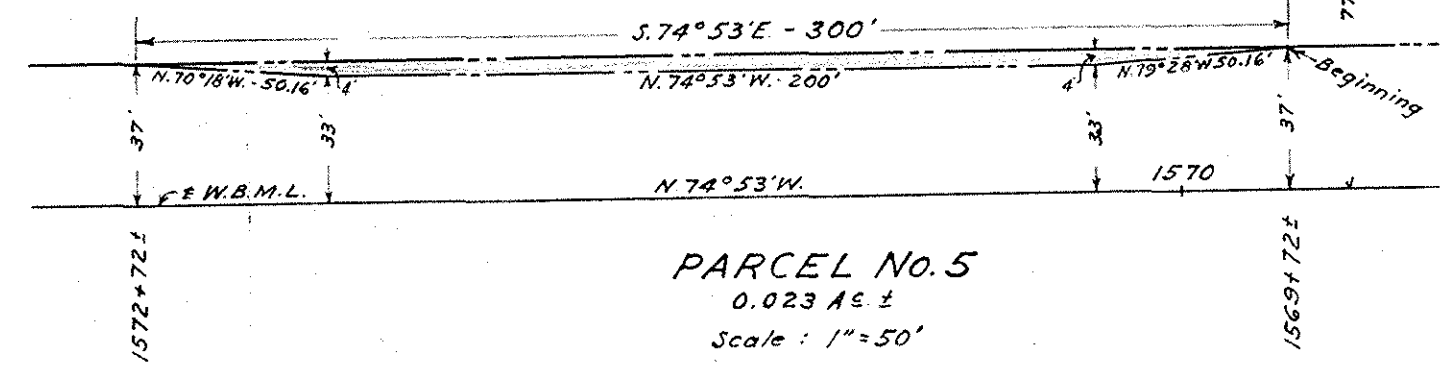 77
S. 74° 53' E. - 300'
N. 70° 18' W. - 50.16'
4'
N. 74° 53' W. - 200'
4'
N. 79° 28' W 50.16'
Beginning
37'
33'
33'
37'
℄ W.B.M.L.
N. 74° 53' W.
1570
1572+72±
1569+72±
PARCEL No. 5
0.023 Ac. ±
Scale : 1"=50'